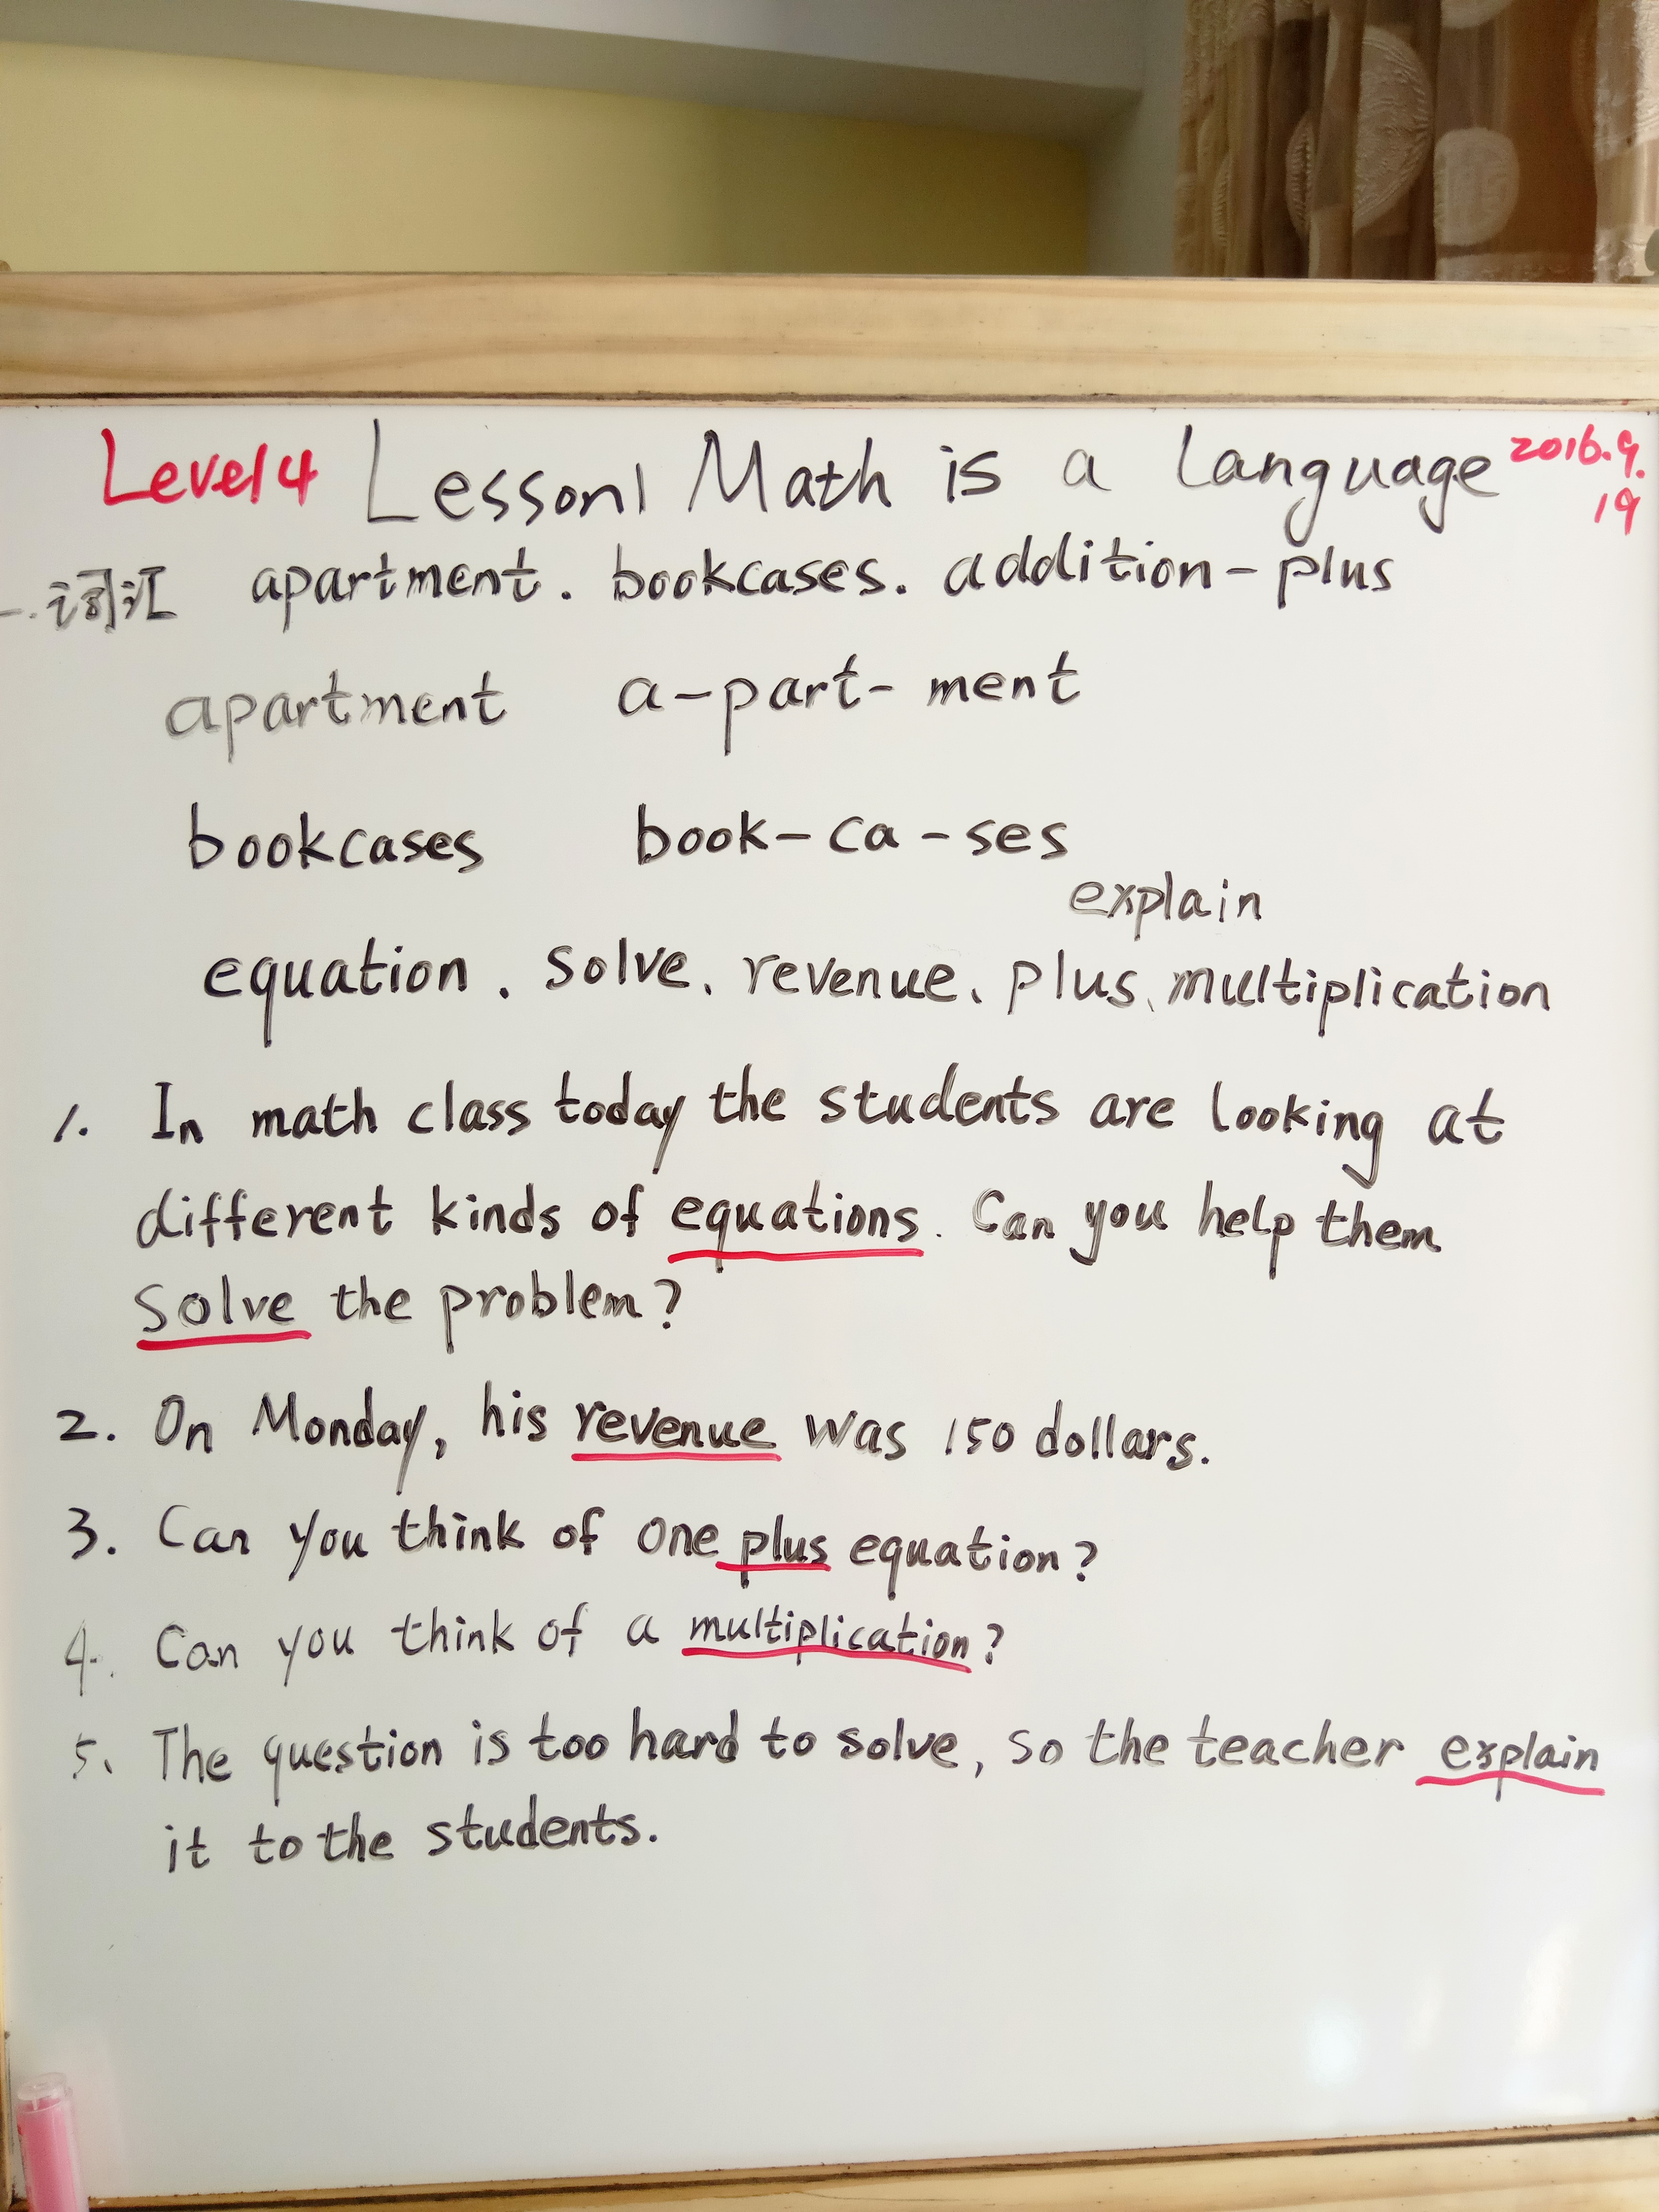 Level 4 Lesson1 Math is a language 2016.9.
19
一.词汇 apartment. bookcases. addition-plus
apartment a-part-ment
bookcases book-ca-ses
explain
equation. solve、revenue、plus、multiplication
1. In math class today the students are looking at
different kinds of equations. Can you help them
solve the problem?
2. On Monday, his revenue was 150 dollars.
3. Can you think of one plus equation?
4. Can you think of a multiplication?
5、The question is too hard to solve, so the teacher explain
it to the students.